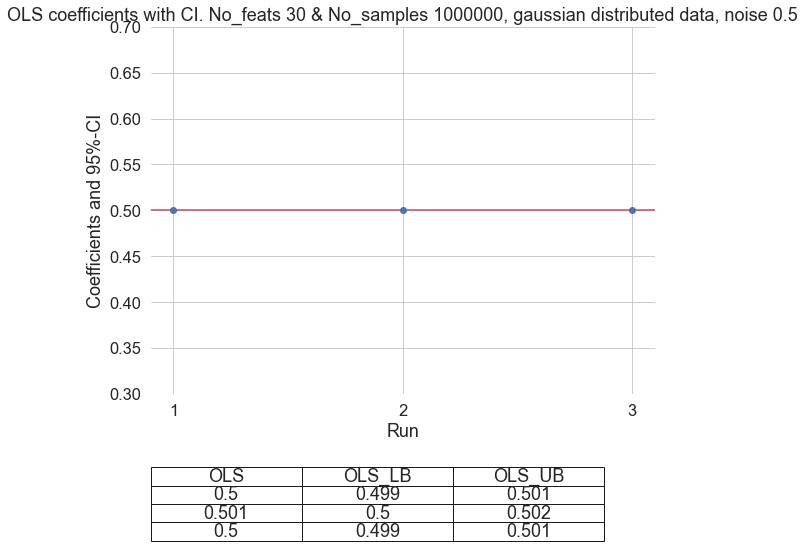 OLS coefficients with CI. No_feats 30 & No_samples 1000000, gaussian distributed data, noise 0.5
0.70
0.65
0.60
0.55
0.50
0.45
0.40
0.35
0.30
Coefficients and 95%-CI
1 2 3
Run
OLS OLS_LB OLS_UB
0.5 0.499 0.501
0.501 0.5 0.502
0.5 0.499 0.501